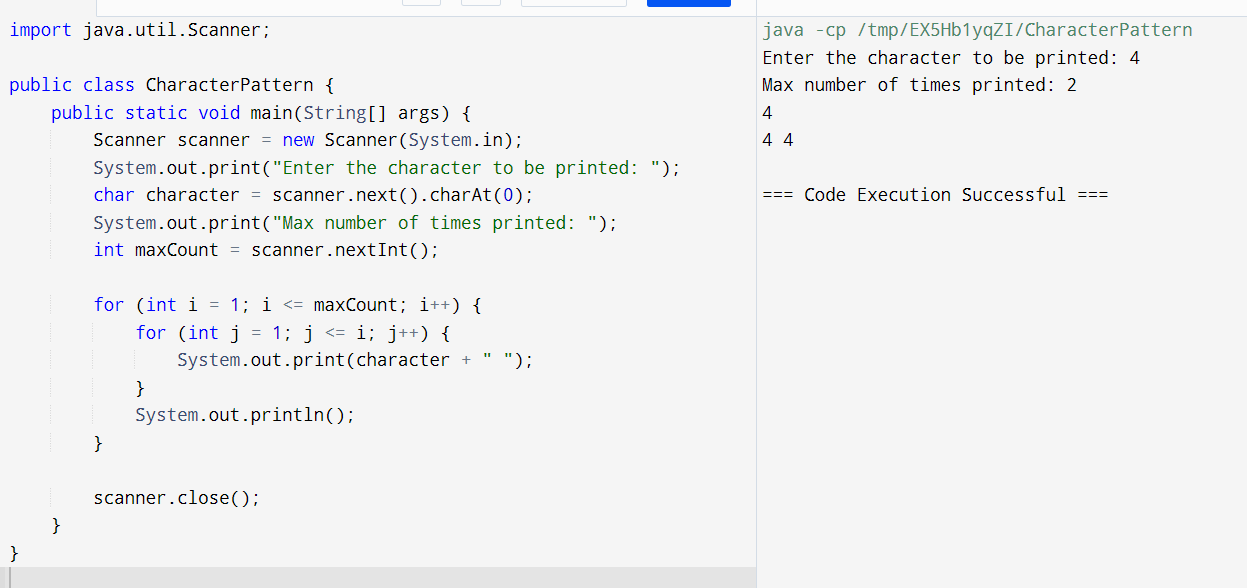 import java.util.Scanner;
public class CharacterPattern {
public static void main(String[] args) {
Scanner scanner = new Scanner(System.in);
System.out.print("Enter the character to be printed: ");
char character = scanner.next().charAt(0);
System.out.print("Max number of times printed: ");
int maxCount = scanner.nextInt();
for (int i = 1; i <= maxCount; i++) {
for (int j = 1; j <= i; j++) {
System.out.print(character + " ");
}
System.out.println();
}
scanner.close();
}
}
java -cp /tmp/EX5Hb1yqZI/CharacterPattern
Enter the character to be printed: 4
Max number of times printed: 2
4
4 4
=== Code Execution Successful ===